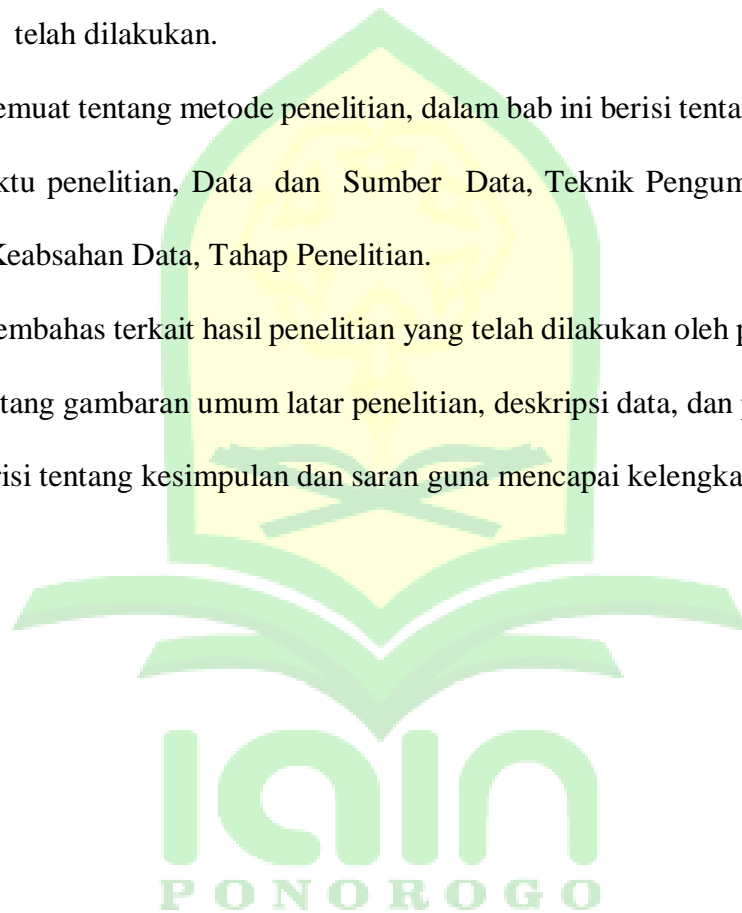 telah dilakukan.
emuat tentang metode penelitian, dalam bab ini berisi tenta
ktu penelitian, Data dan Sumber Data, Teknik Pengum
Keabsahan Data, Tahap Penelitian.
embahas terkait hasil penelitian yang telah dilakukan oleh p
tang gambaran umum latar penelitian, deskripsi data, dan p
risi tentang kesimpulan dan saran guna mencapai kelengka
iain
PONOROGO